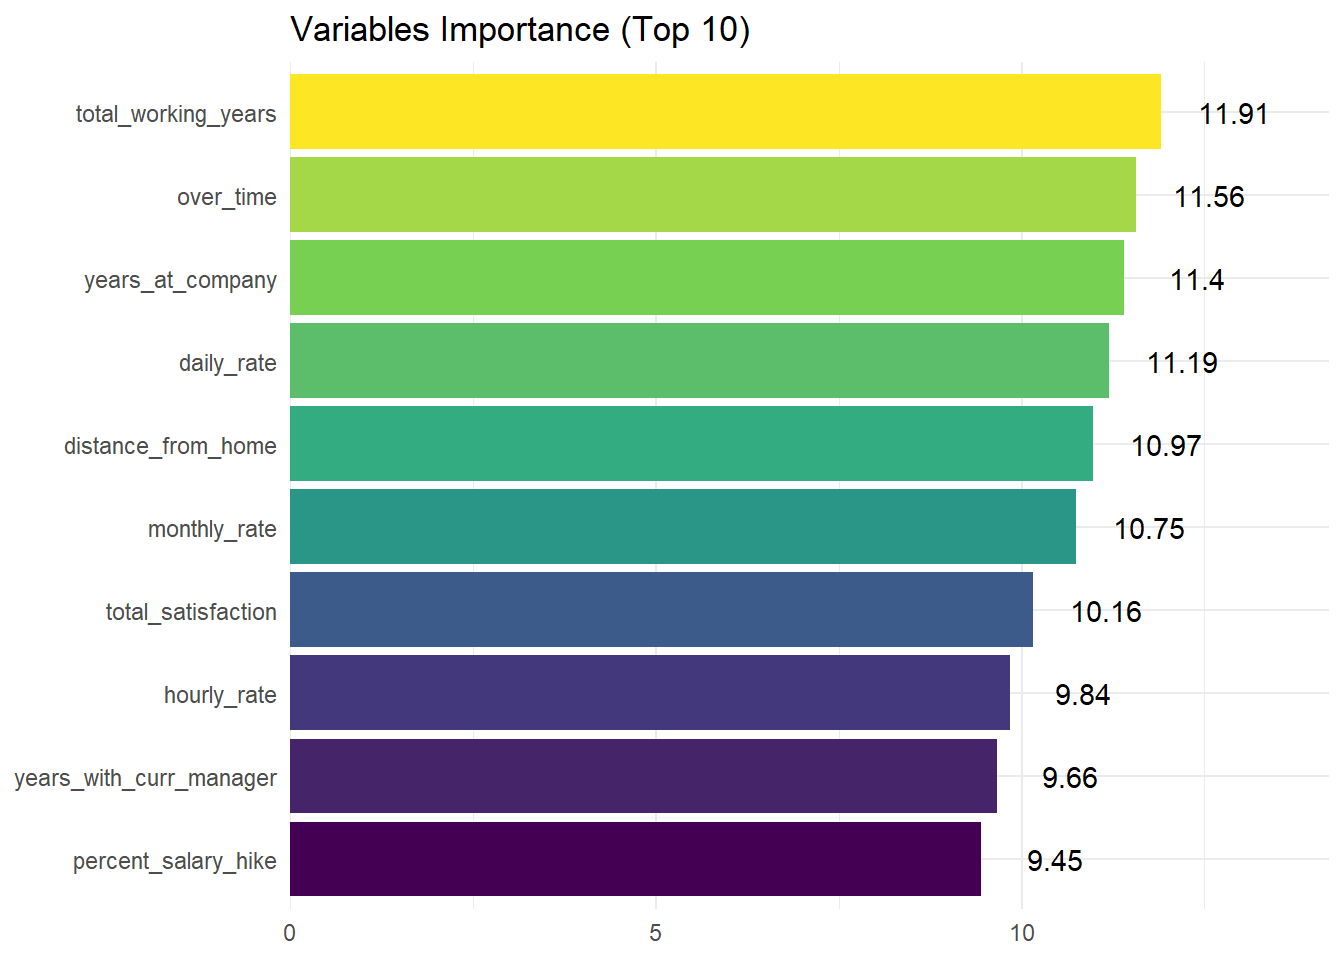 Variables Importance (Top 10)
total_working_years 11.91
over_time 11.56
years_at_company 11.4
daily_rate 11.19
distance_from_home 10.97
monthly_rate 10.75
total_satisfaction 10.16
hourly_rate 9.84
years_with_curr_manager 9.66
percent_salary_hike 9.45
0 5 10